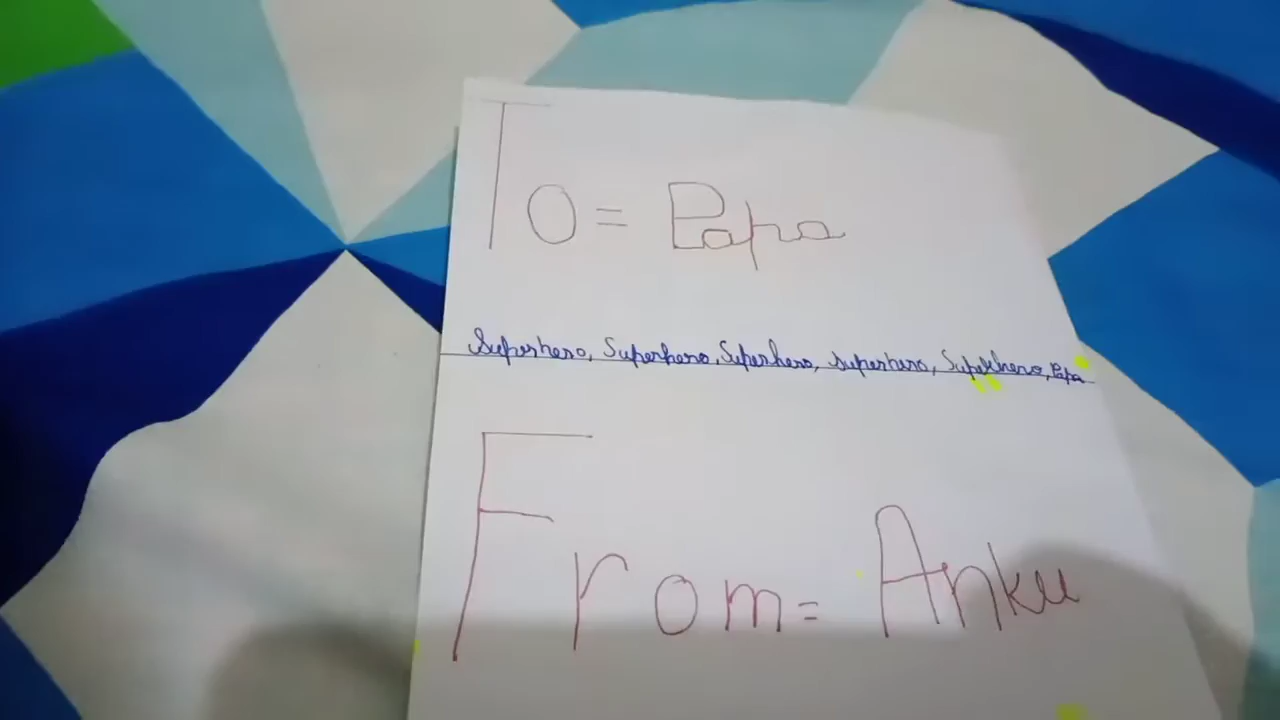 To = Papa
Superhero, Superhero, Superhero, superhero, Superhero, Papa
From = Anku